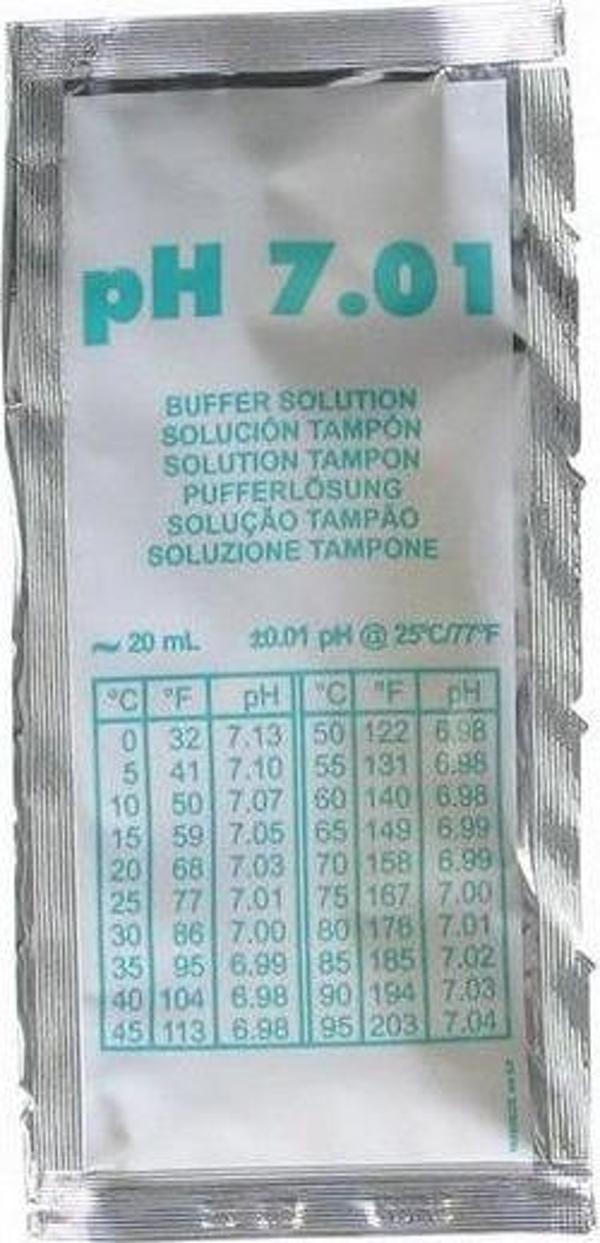 pH 7.01
BUFFER SOLUTION
SOLUCIÓN TAMPÓN
SOLUTION TAMPON
PUFFERLÖSUNG
SOLUÇÃO TAMPÃO
SOLUZIONE TAMPONE
~ 20 mL ±0.01 pH @ 25°C/77°F
°C °F pH °C °F pH
0 32 7.13 50 122 6.98
5 41 7.10 55 131 6.98
10 50 7.07 60 140 6.98
15 59 7.05 65 149 6.99
20 68 7.03 70 158 6.99
25 77 7.01 75 167 7.00
30 86 7.00 80 176 7.01
35 95 6.99 85 185 7.02
40 104 6.98 90 194 7.03
45 113 6.98 95 203 7.04